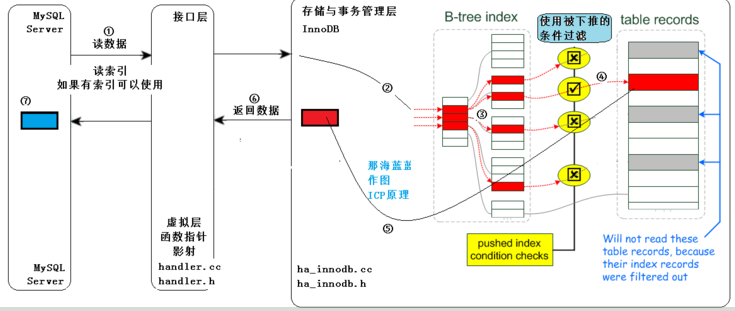 MySQL
Server
①
读数据
读索引
如果有索引可以使用
⑦
⑥
返回数据
MySQL
Server
接口层
虚拟层
函数指针
影射
handler.cc
handler.h
存储与事务管理层
InnoDB
②
③
④
⑤
那海蓝蓝
作图
ICP原理
ha_innodb.cc
ha_innodb.h
B-tree index
使用被下推的
条件过滤
table records
pushed index
condition checks
Will not read these
table records, because
their index records
were filtered out